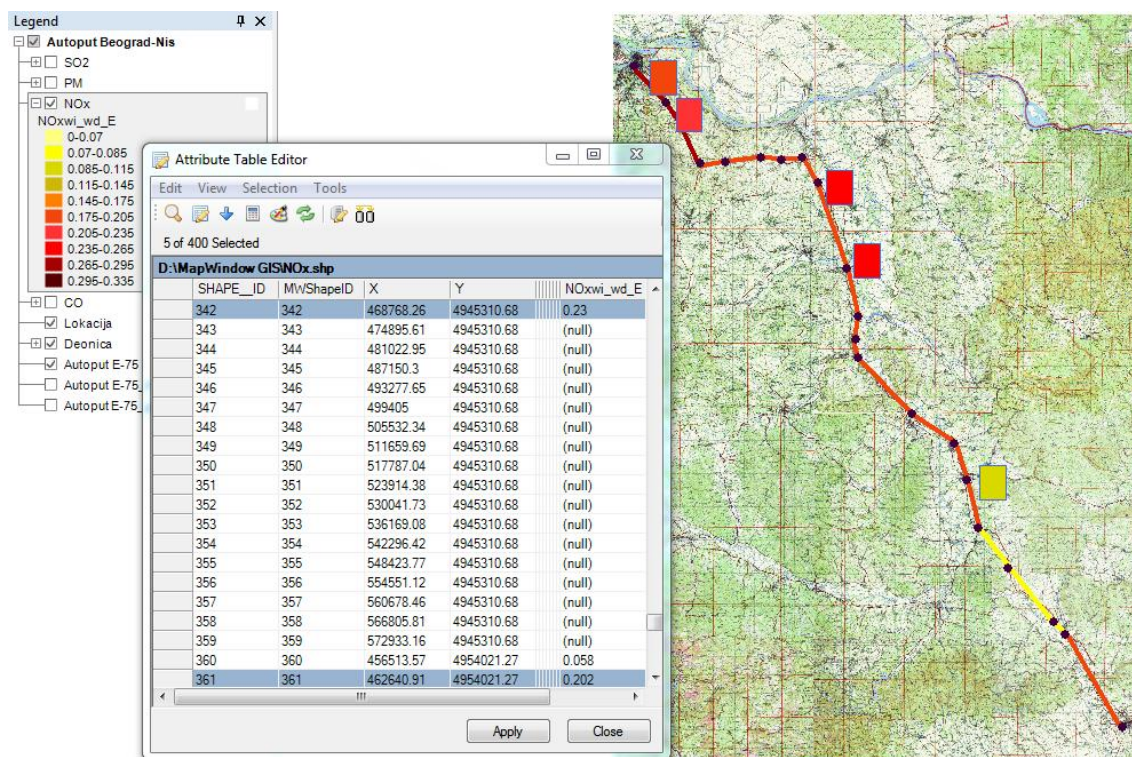 Legend
Autoput Beograd-Nis
SO2
PM
NOx
NOxwi_wd_E
0-0.07
0.07-0.085
0.085-0.115
0.115-0.145
0.145-0.175
0.175-0.205
0.205-0.235
0.235-0.265
0.265-0.295
0.295-0.335
CO
Lokacija
Deonica
Autoput E-75
Autoput E-75_
Autoput E-75_
Attribute Table Editor
Edit View Selection Tools
5 of 400 Selected
D:\MapWindow GIS\NOx.shp
SHAPE__ID MWShapeID X Y NOxwi_wd_E
342 342 468768.26 4945310.68 0.23
343 343 474895.61 4945310.68 (null)
344 344 481022.95 4945310.68 (null)
345 345 487150.3 4945310.68 (null)
346 346 493277.65 4945310.68 (null)
347 347 499405 4945310.68 (null)
348 348 505532.34 4945310.68 (null)
349 349 511659.69 4945310.68 (null)
350 350 517787.04 4945310.68 (null)
351 351 523914.38 4945310.68 (null)
352 352 530041.73 4945310.68 (null)
353 353 536169.08 4945310.68 (null)
354 354 542296.42 4945310.68 (null)
355 355 548423.77 4945310.68 (null)
356 356 554551.12 4945310.68 (null)
357 357 560678.46 4945310.68 (null)
358 358 566805.81 4945310.68 (null)
359 359 572933.16 4945310.68 (null)
360 360 456513.57 4954021.27 0.058
361 361 462640.91 4954021.27 0.202
Apply Close